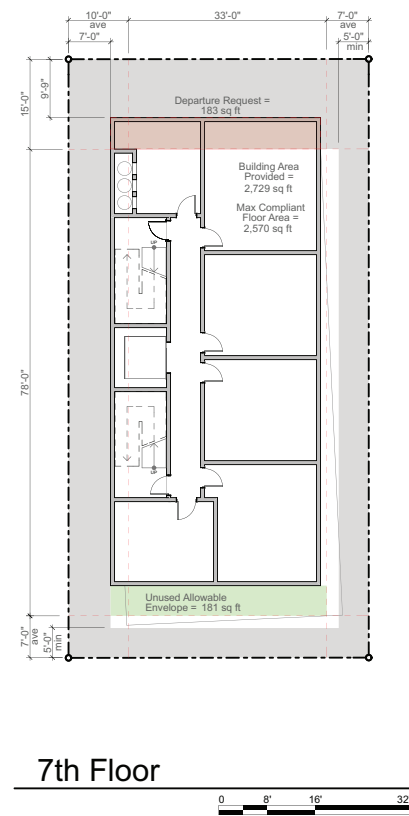 10'-0"
ave
33'-0"
7'-0"
ave
7'-0"
5'-0"
min
15'-0"
9'-9"
Departure Request =
183 sq ft
Building Area
Provided =
2,729 sq ft
Max Compliant
Floor Area =
2,570 sq ft
UP
78'-0"
UP
Unused Allowable
Envelope = 181 sq ft
7'-0"
ave
5'-0"
min
7th Floor
0 8' 16' 32